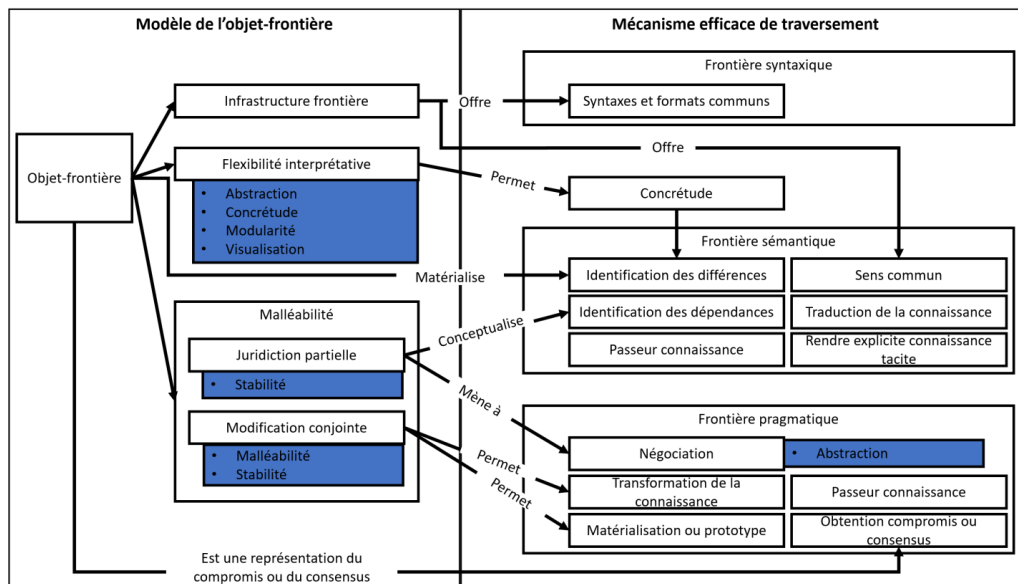 Modèle de l'objet-frontière
Mécanisme efficace de traversement
Frontière syntaxique
Infrastructure frontière
Offre
Syntaxes et formats communs
Offre
Objet-frontière
Flexibilité interprétative
• Abstraction
• Concrétude
• Modularité
• Visualisation
Permet
Concrétude
Frontière sémantique
Matérialise
Identification des différences
Sens commun
Malléabilité
Conceptualise
Identification des dépendances
Traduction de la connaissance
Juridiction partielle
• Stabilité
Passeur connaissance
Rendre explicite connaissance
tacite
Mène à
Frontière pragmatique
Modification conjointe
• Malléabilité
• Stabilité
Négociation
• Abstraction
Permet
Transformation de la
connaissance
Passeur connaissance
Permet
Matérialisation ou prototype
Obtention compromis ou
consensus
Est une représentation du
compromis ou du consensus